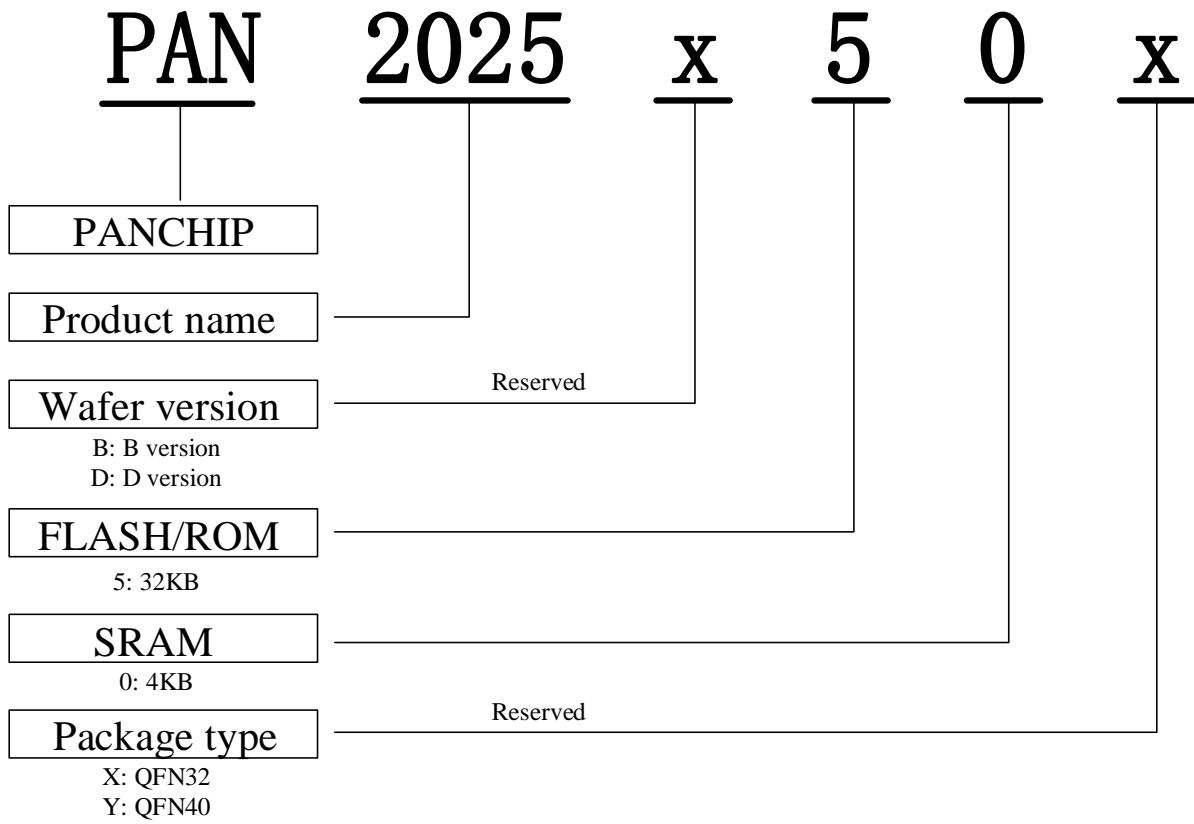 PAN 2025 x 5 0 x
PANCHIP
Product name
Reserved
Wafer version
B: B version
D: D version
FLASH/ROM
5: 32KB
SRAM
0: 4KB
Reserved
Package type
X: QFN32
Y: QFN40